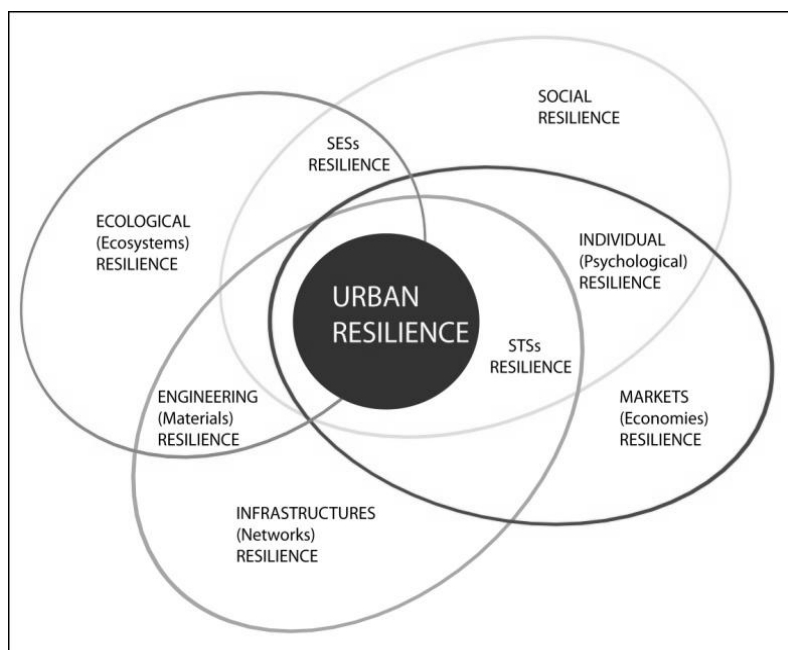 SOCIAL
RESILIENCE
SESs
RESILIENCE
ECOLOGICAL
(Ecosystems)
RESILIENCE
INDIVIDUAL
(Psychological)
RESILIENCE
URBAN
RESILIENCE
STSs
RESILIENCE
ENGINEERING
(Materials)
RESILIENCE
MARKETS
(Economies)
RESILIENCE
INFRASTRUCTURES
(Networks)
RESILIENCE